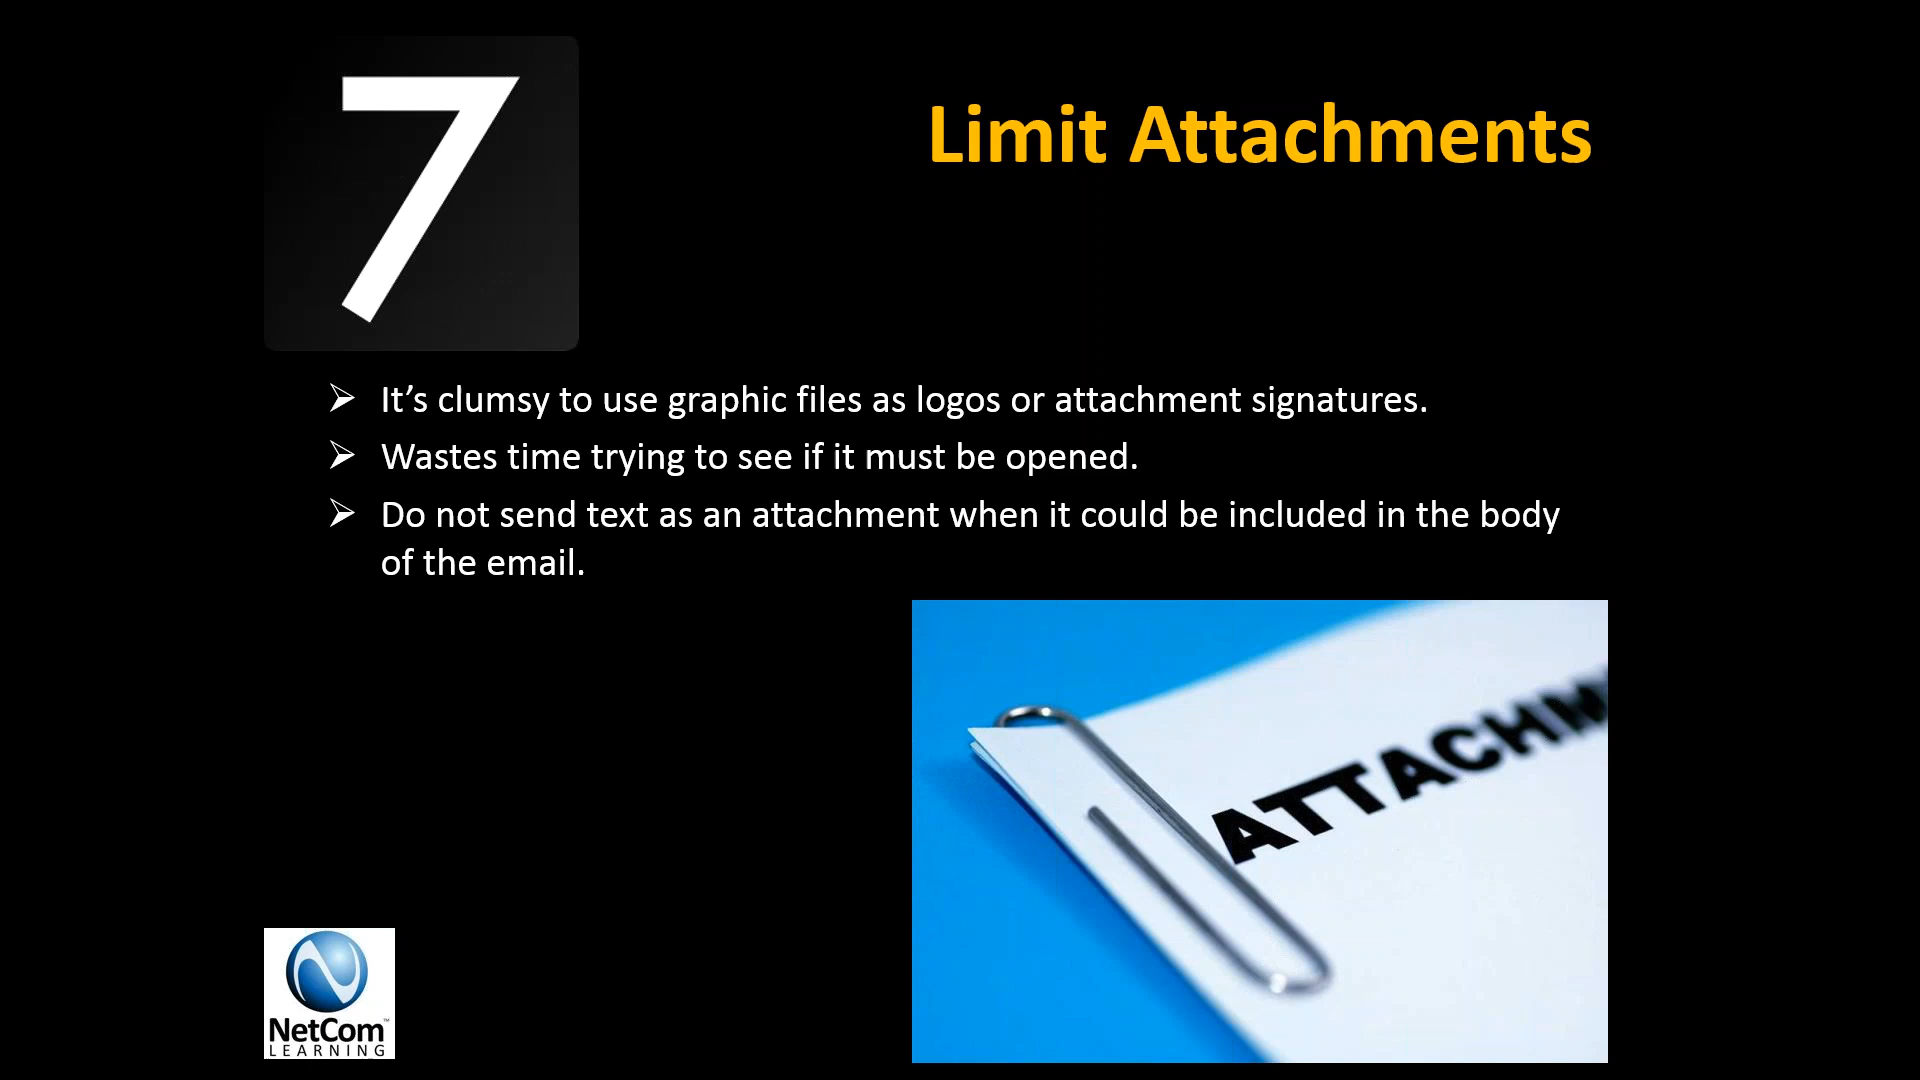 7
Limit Attachments
➢ It’s clumsy to use graphic files as logos or attachment signatures.
➢ Wastes time trying to see if it must be opened.
➢ Do not send text as an attachment when it could be included in the body
of the email.
ATTACHM
NetCom™
LEARNING